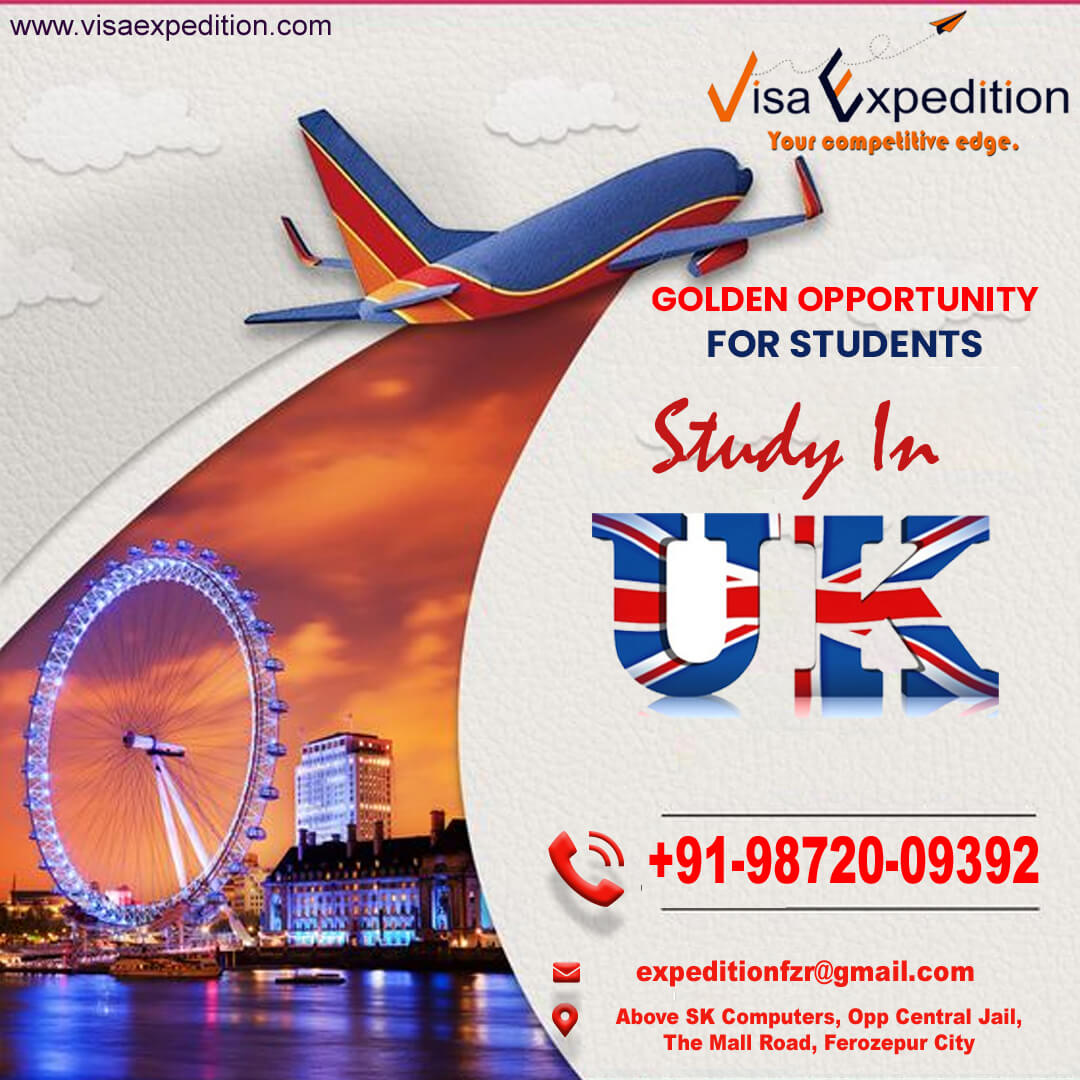 www.visaexpedition.com
Visa Expedition
Your competitive edge.
GOLDEN OPPORTUNITY
FOR STUDENTS
Study In
UK
+91-98720-09392
expeditionfzr@gmail.com
Above SK Computers, Opp Central Jail,
The Mall Road, Ferozepur City